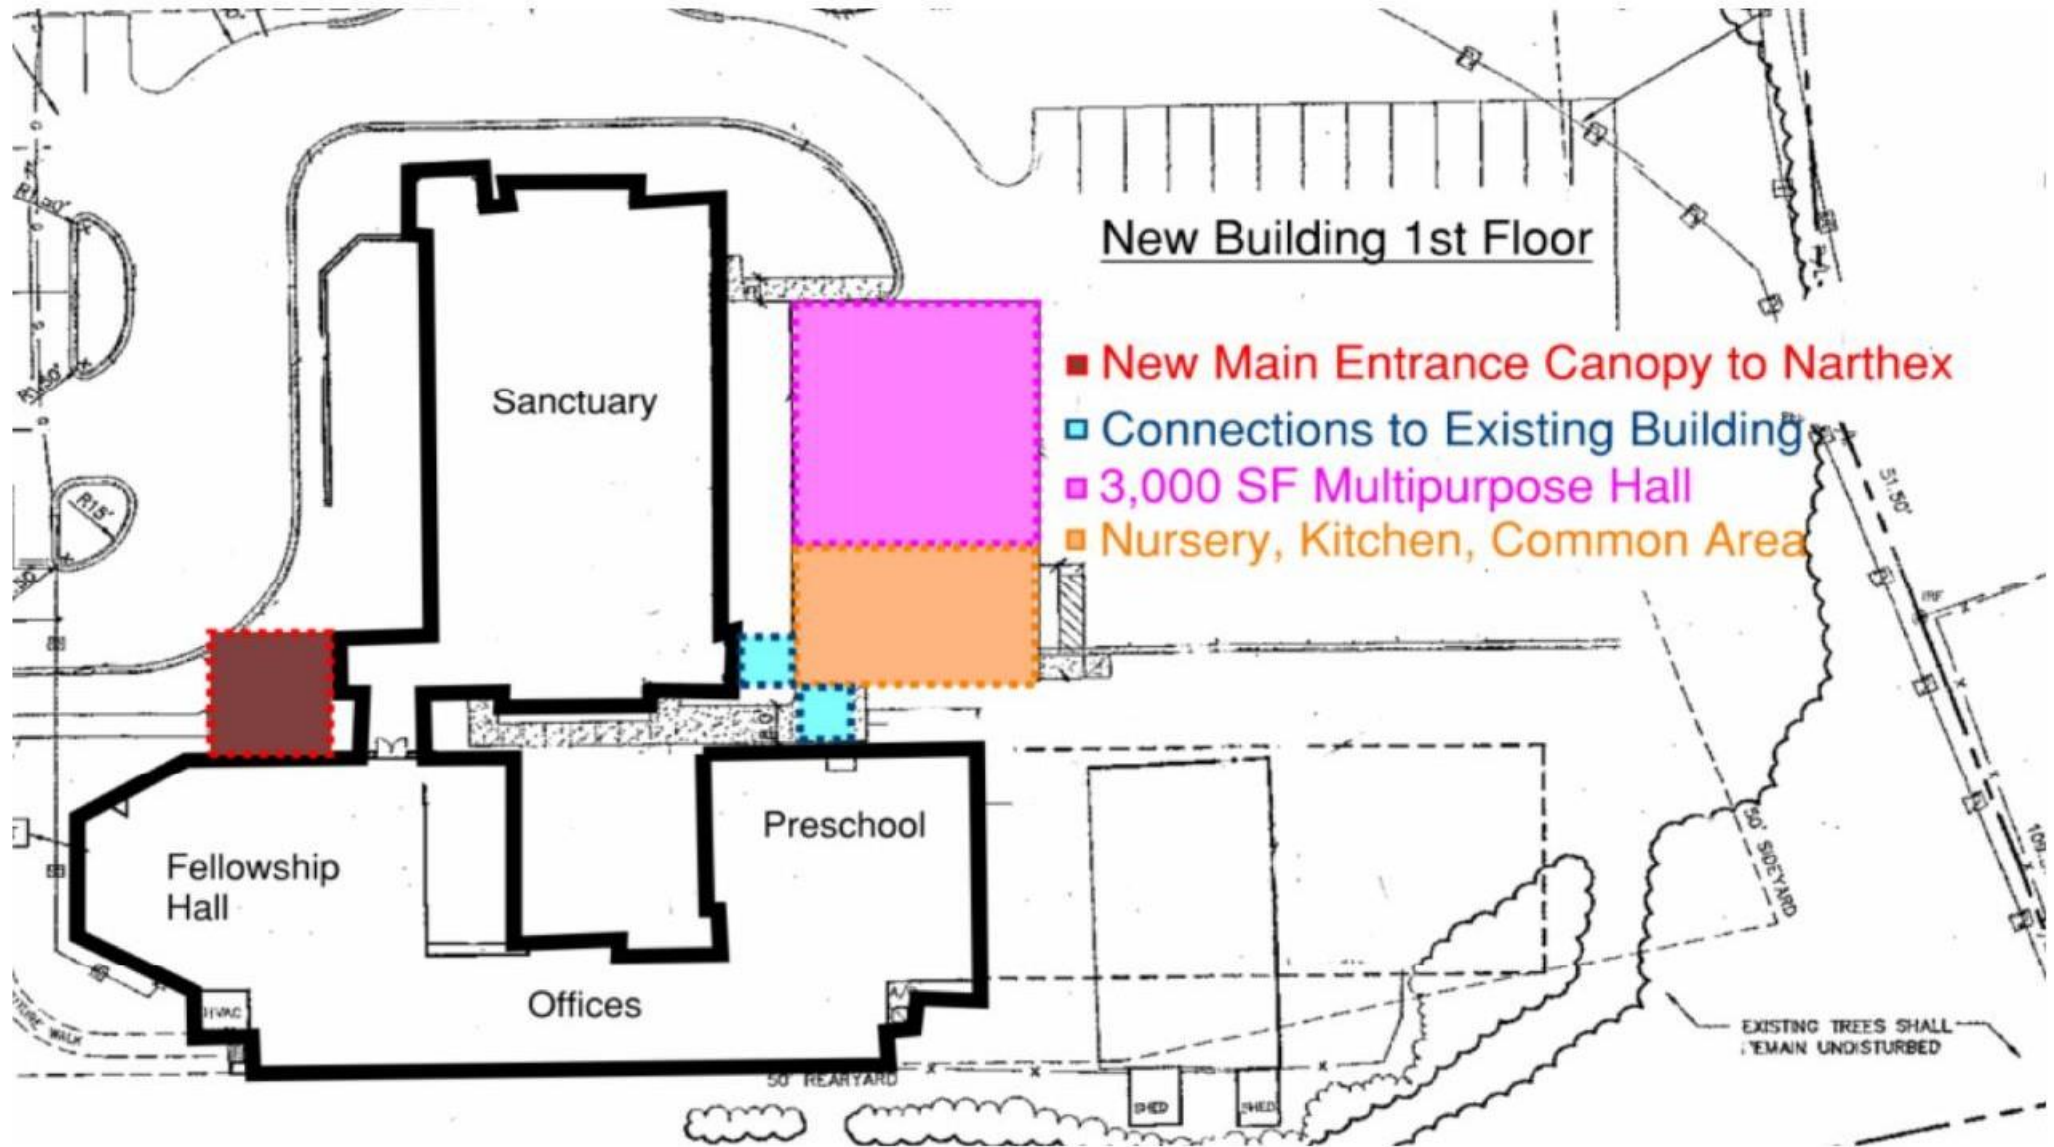 New Building 1st Floor
New Main Entrance Canopy to Narthex
Connections to Existing Building
3,000 SF Multipurpose Hall
Nursery, Kitchen, Common Area
Sanctuary
R15'
51.50'
IRF
Preschool
Fellowship
Hall
50' SIDEYARD
HVAC
Offices
WALK
EXISTING TREES SHALL
REMAIN UNDISTURBED
50' REARYARD
SHED
SHED